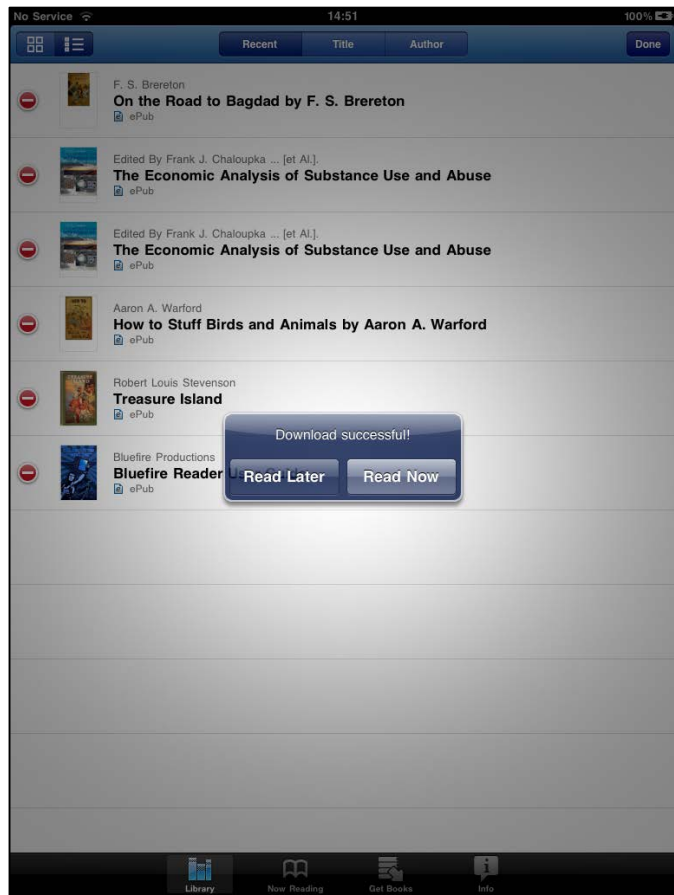 No Service 14:51 100%
Recent Title Author Done
F. S. Brereton
On the Road to Bagdad by F. S. Brereton
ePub
Edited By Frank J. Chaloupka ... [et Al.].
The Economic Analysis of Substance Use and Abuse
ePub
Edited By Frank J. Chaloupka ... [et Al.].
The Economic Analysis of Substance Use and Abuse
ePub
Aaron A. Warford
How to Stuff Birds and Animals by Aaron A. Warford
ePub
Robert Louis Stevenson
Treasure Island
ePub
Download successful!
Bluefire Productions
Bluefire Reader
ePub
Read Later Read Now
Library Now Reading Get Books Info